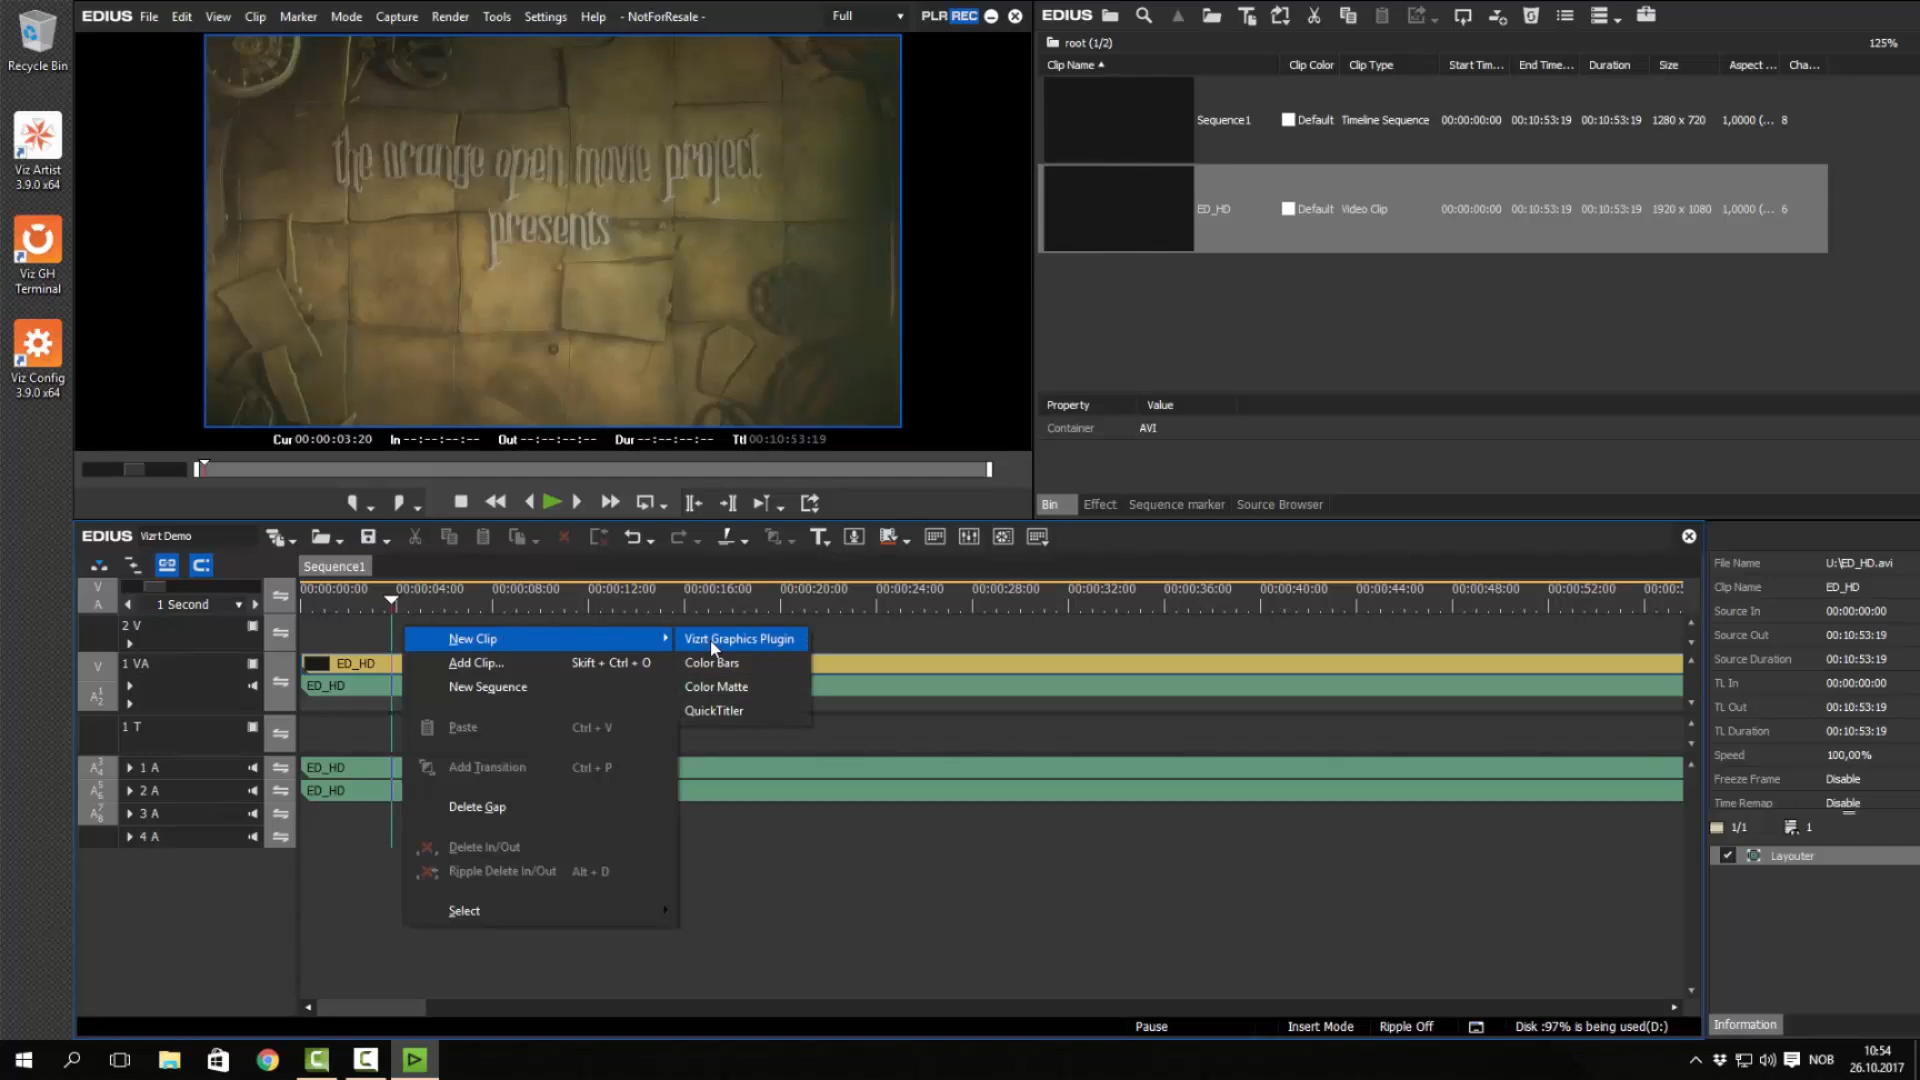 Recycle Bin
Viz Artist
3.9.0 x64
Viz GH
Terminal
Viz Config
3.9.0 x64
EDIUS File Edit View Clip Marker Mode Capture Render Tools Settings Help - NotForResale - Full PLR REC
the orange open movie project
presents
Cur 00:00:03:20 In --:--:--:-- Out --:--:--:-- Dur --:--:--:-- Ttl 00:10:53:19
EDIUS
root (1/2) 125%
Clip Name Clip Color Clip Type Start Tim... End Time... Duration Size Aspect ... Cha...
Sequence1 Default Timeline Sequence 00:00:00:00 00:10:53:19 00:10:53:19 1280 x 720 1,0000 (... 8
ED_HD Default Video Clip 00:00:00:00 00:10:53:19 00:10:53:19 1920 x 1080 1,0000 (... 6
Property Value
Container AVI
Bin Effect Sequence marker Source Browser
EDIUS Vizrt Demo
Sequence1
V
A
1 Second
00:00:00:00 00:00:04:00 00:00:08:00 00:00:12:00 00:00:16:00 00:00:20:00 00:00:24:00 00:00:28:00 00:00:32:00 00:00:36:00 00:00:40:00 00:00:44:00 00:00:48:00 00:00:52:00
2 V
V 1 VA ED_HD
A1 2 ED_HD
1 T
A3 4 1 A ED_HD
A5 6 2 A ED_HD
A7 8 3 A
4 A
New Clip
Add Clip... Skift + Ctrl + O
New Sequence
Paste Ctrl + V
Add Transition Ctrl + P
Delete Gap
Delete In/Out
Ripple Delete In/Out Alt + D
Select
Vizrt Graphics Plugin
Color Bars
Color Matte
QuickTitler
File Name U:\ED_HD.avi
Clip Name ED_HD
Source In 00:00:00:00
Source Out 00:10:53:19
Source Duration 00:10:53:19
TL In 00:00:00:00
TL Out 00:10:53:19
TL Duration 00:10:53:19
Speed 100,00%
Freeze Frame Disable
Time Remap Disable
1/1 1
Layouter
Information
Pause Insert Mode Ripple Off Disk :97% is being used(D:)
NOB
10:54
26.10.2017